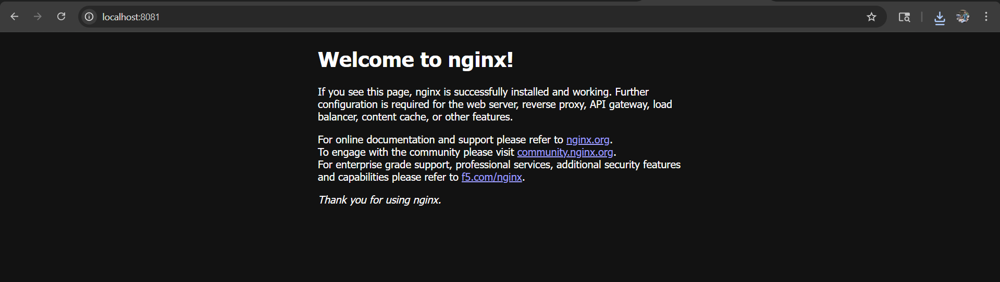 localhost:8081
Welcome to nginx!
If you see this page, nginx is successfully installed and working. Further
configuration is required for the web server, reverse proxy, API gateway, load
balancer, content cache, or other features.
For online documentation and support please refer to nginx.org.
To engage with the community please visit community.nginx.org.
For enterprise grade support, professional services, additional security features
and capabilities please refer to f5.com/nginx.
Thank you for using nginx.